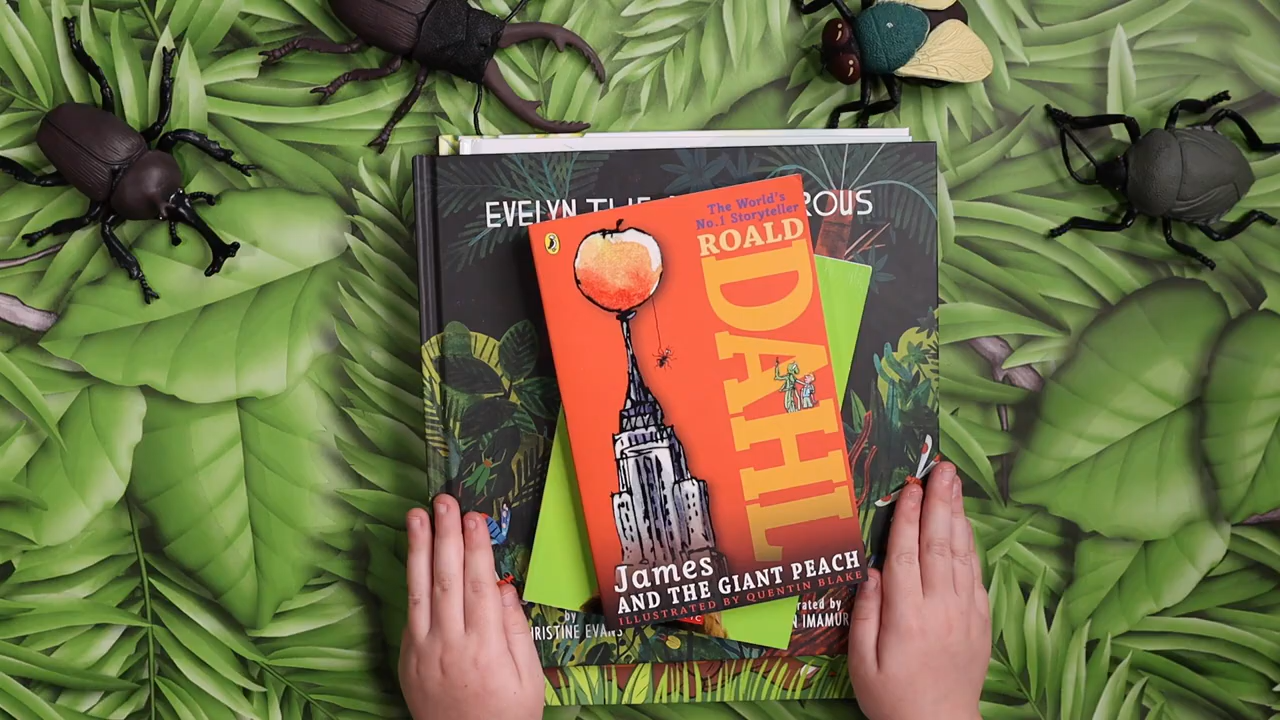 EVELYN THE ROUS
The World's
No.1 Storyteller
ROALD
DAHL
James
AND THE GIANT PEACH
ILLUSTRATED BY QUENTIN BLAKE
by
RISTINE EVANS
rated by
IMAMUR